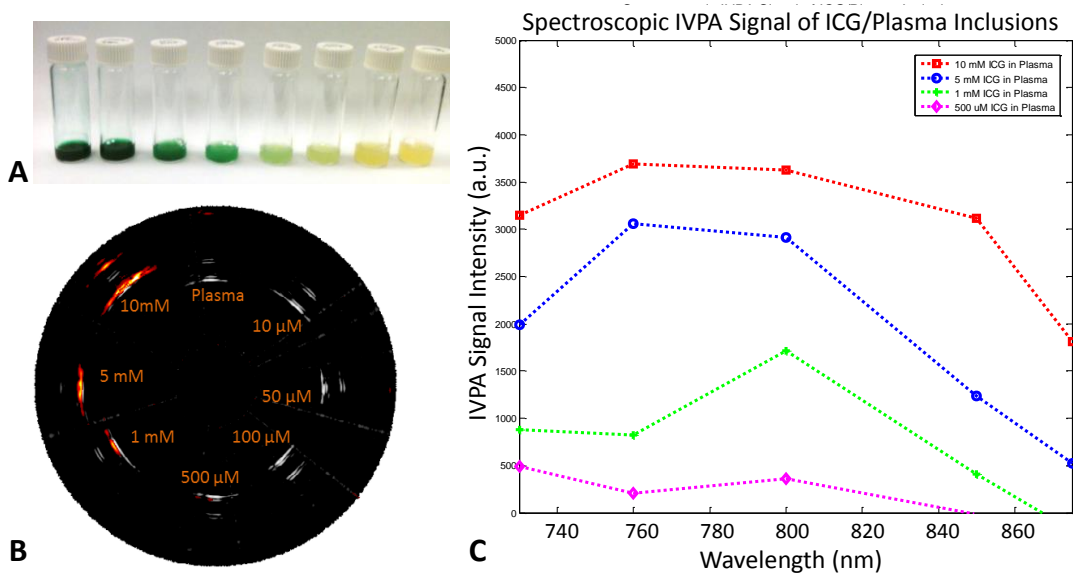 A
B
10mM
Plasma
10 µM
5 mM
50 µM
1 mM
100 µM
500 µM
C
Spectroscopic IVPA Signal of ICG/Plasma Inclusions
10 mM ICG in Plasma
5 mM ICG in Plasma
1 mM ICG in Plasma
500 uM ICG in Plasma
IVPA Signal Intensity (a.u.)
5000
4500
4000
3500
3000
2500
2000
1500
1000
500
0
740 760 780 800 820 840 860
Wavelength (nm)